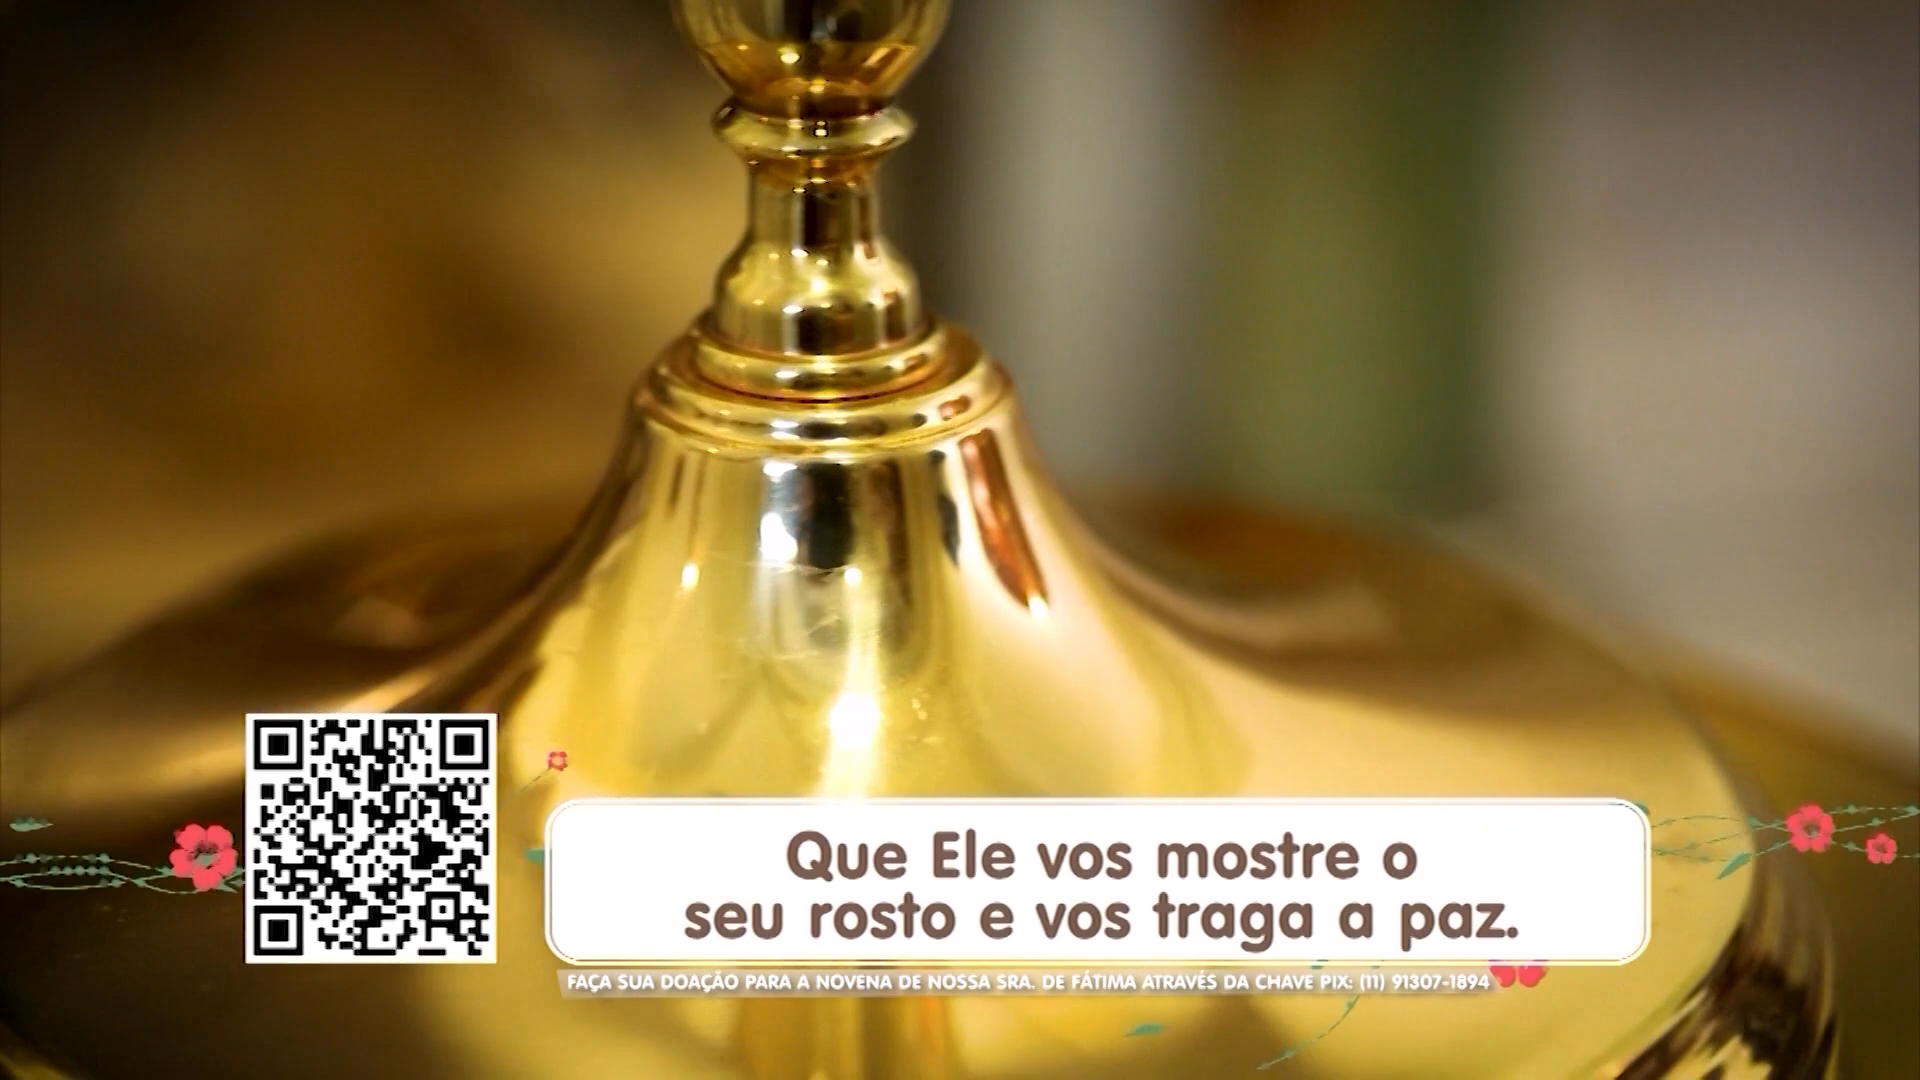 Que Ele vos mostre o
seu rosto e vos traga a paz.
FAÇA SUA DOAÇÃO PARA A NOVENA DE NOSSA SRA. DE FÁTIMA ATRAVÉS DA CHAVE PIX: (11) 91307-1894